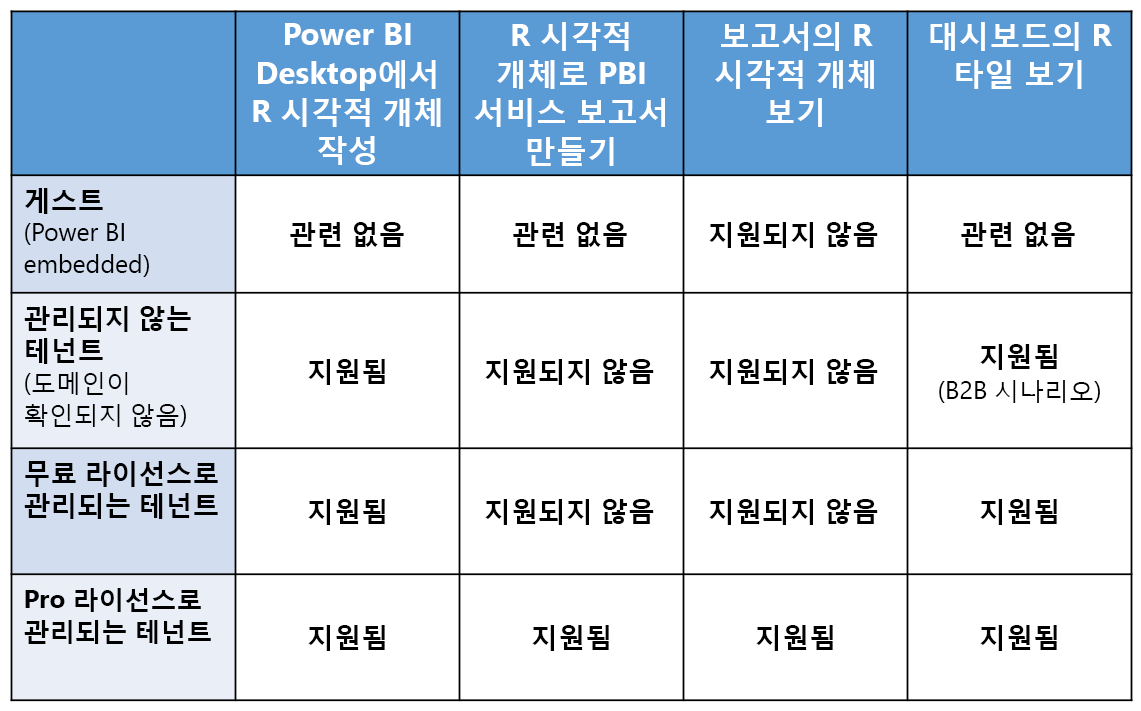 Power BI
Desktop에서
R 시각적 개체
작성
R 시각적
개체로 PBI
서비스 보고서
만들기
보고서의 R
시각적 개체
보기
대시보드의 R
타일 보기
게스트
(Power BI
embedded)
관련 없음
관련 없음
지원되지 않음
관련 없음
관리되지 않는
테넌트
(도메인이
확인되지 않음)
지원됨
지원되지 않음
지원되지 않음
지원됨
(B2B 시나리오)
무료 라이선스로
관리되는 테넌트
지원됨
지원되지 않음
지원되지 않음
지원됨
Pro 라이선스로
관리되는 테넌트
지원됨
지원됨
지원됨
지원됨